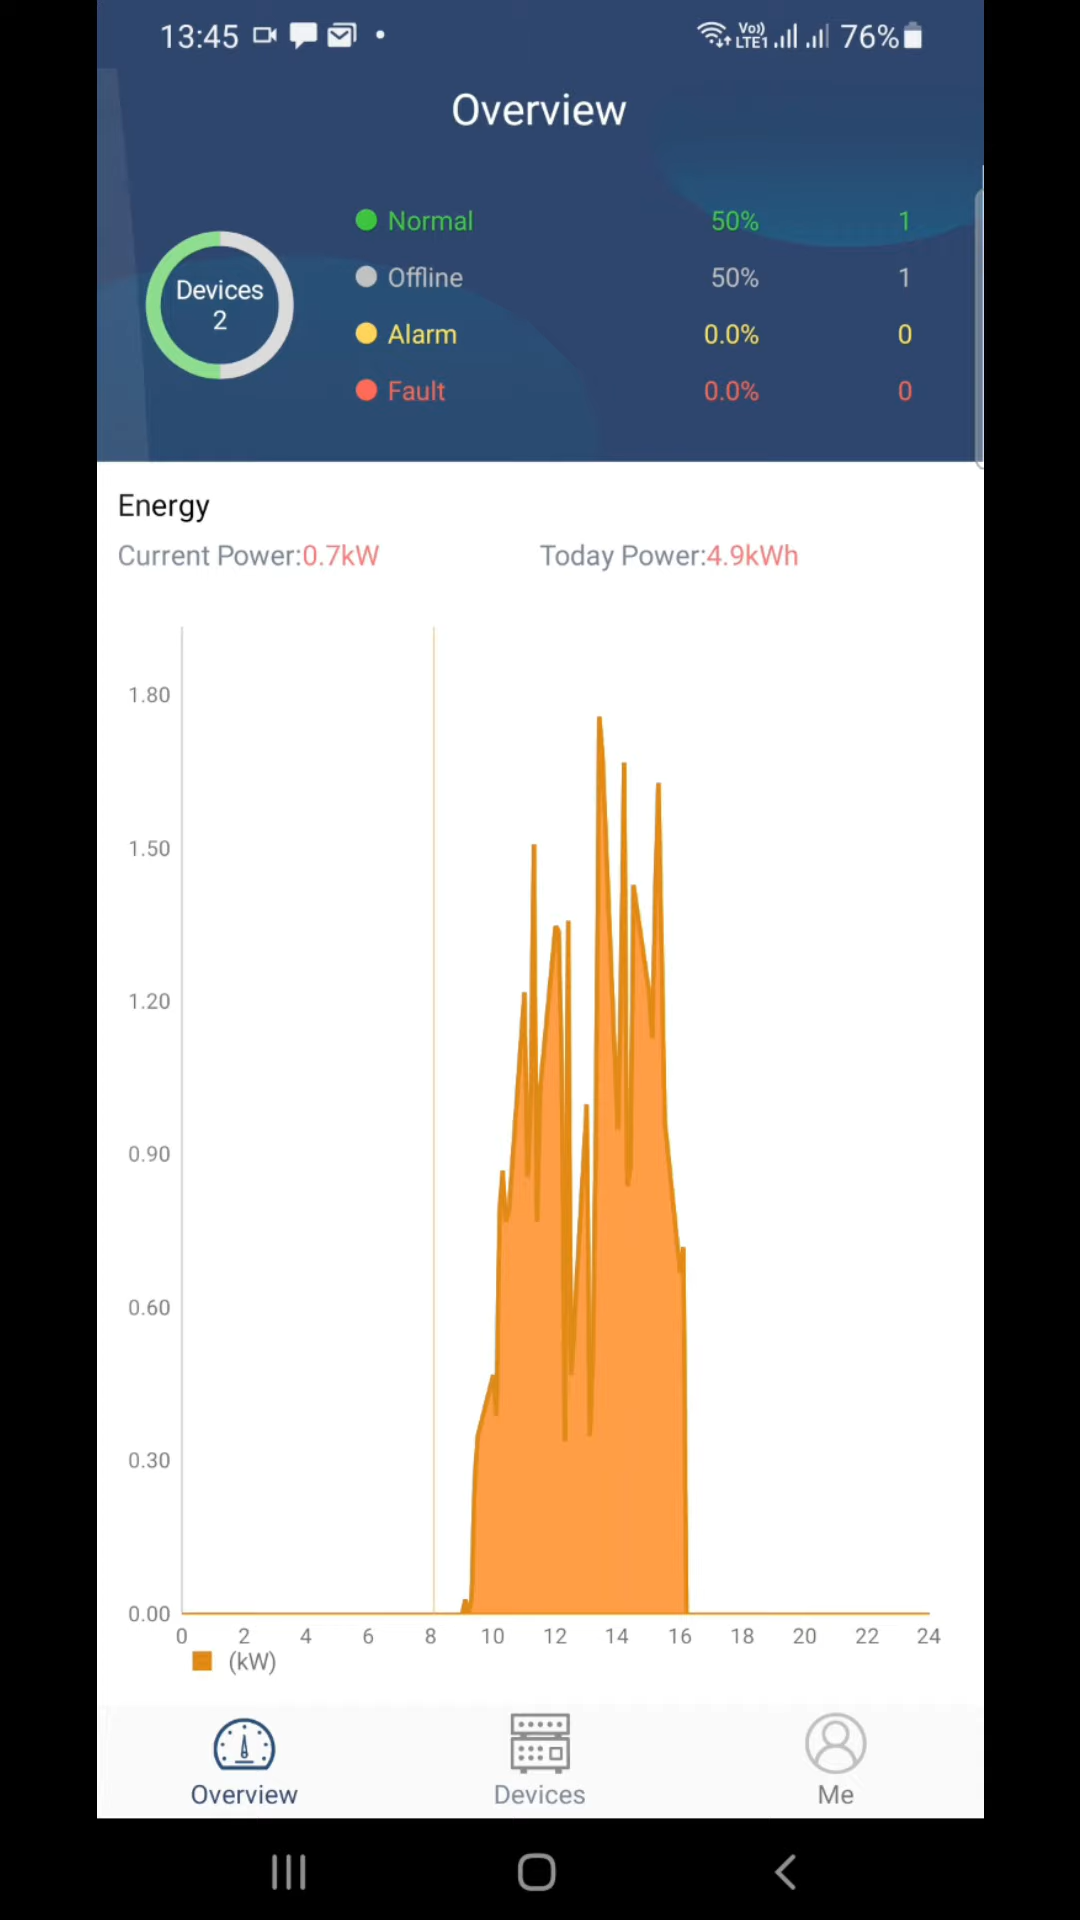 13:45 Vo)) LTE1 76%
Overview
Devices
2
Normal 50% 1
Offline 50% 1
Alarm 0.0% 0
Fault 0.0% 0
Energy
Current Power:0.7kW Today Power:4.9kWh
1.80
1.50
1.20
0.90
0.60
0.30
0.00
0 2 4 6 8 10 12 14 16 18 20 22 24
(kW)
Overview Devices Me